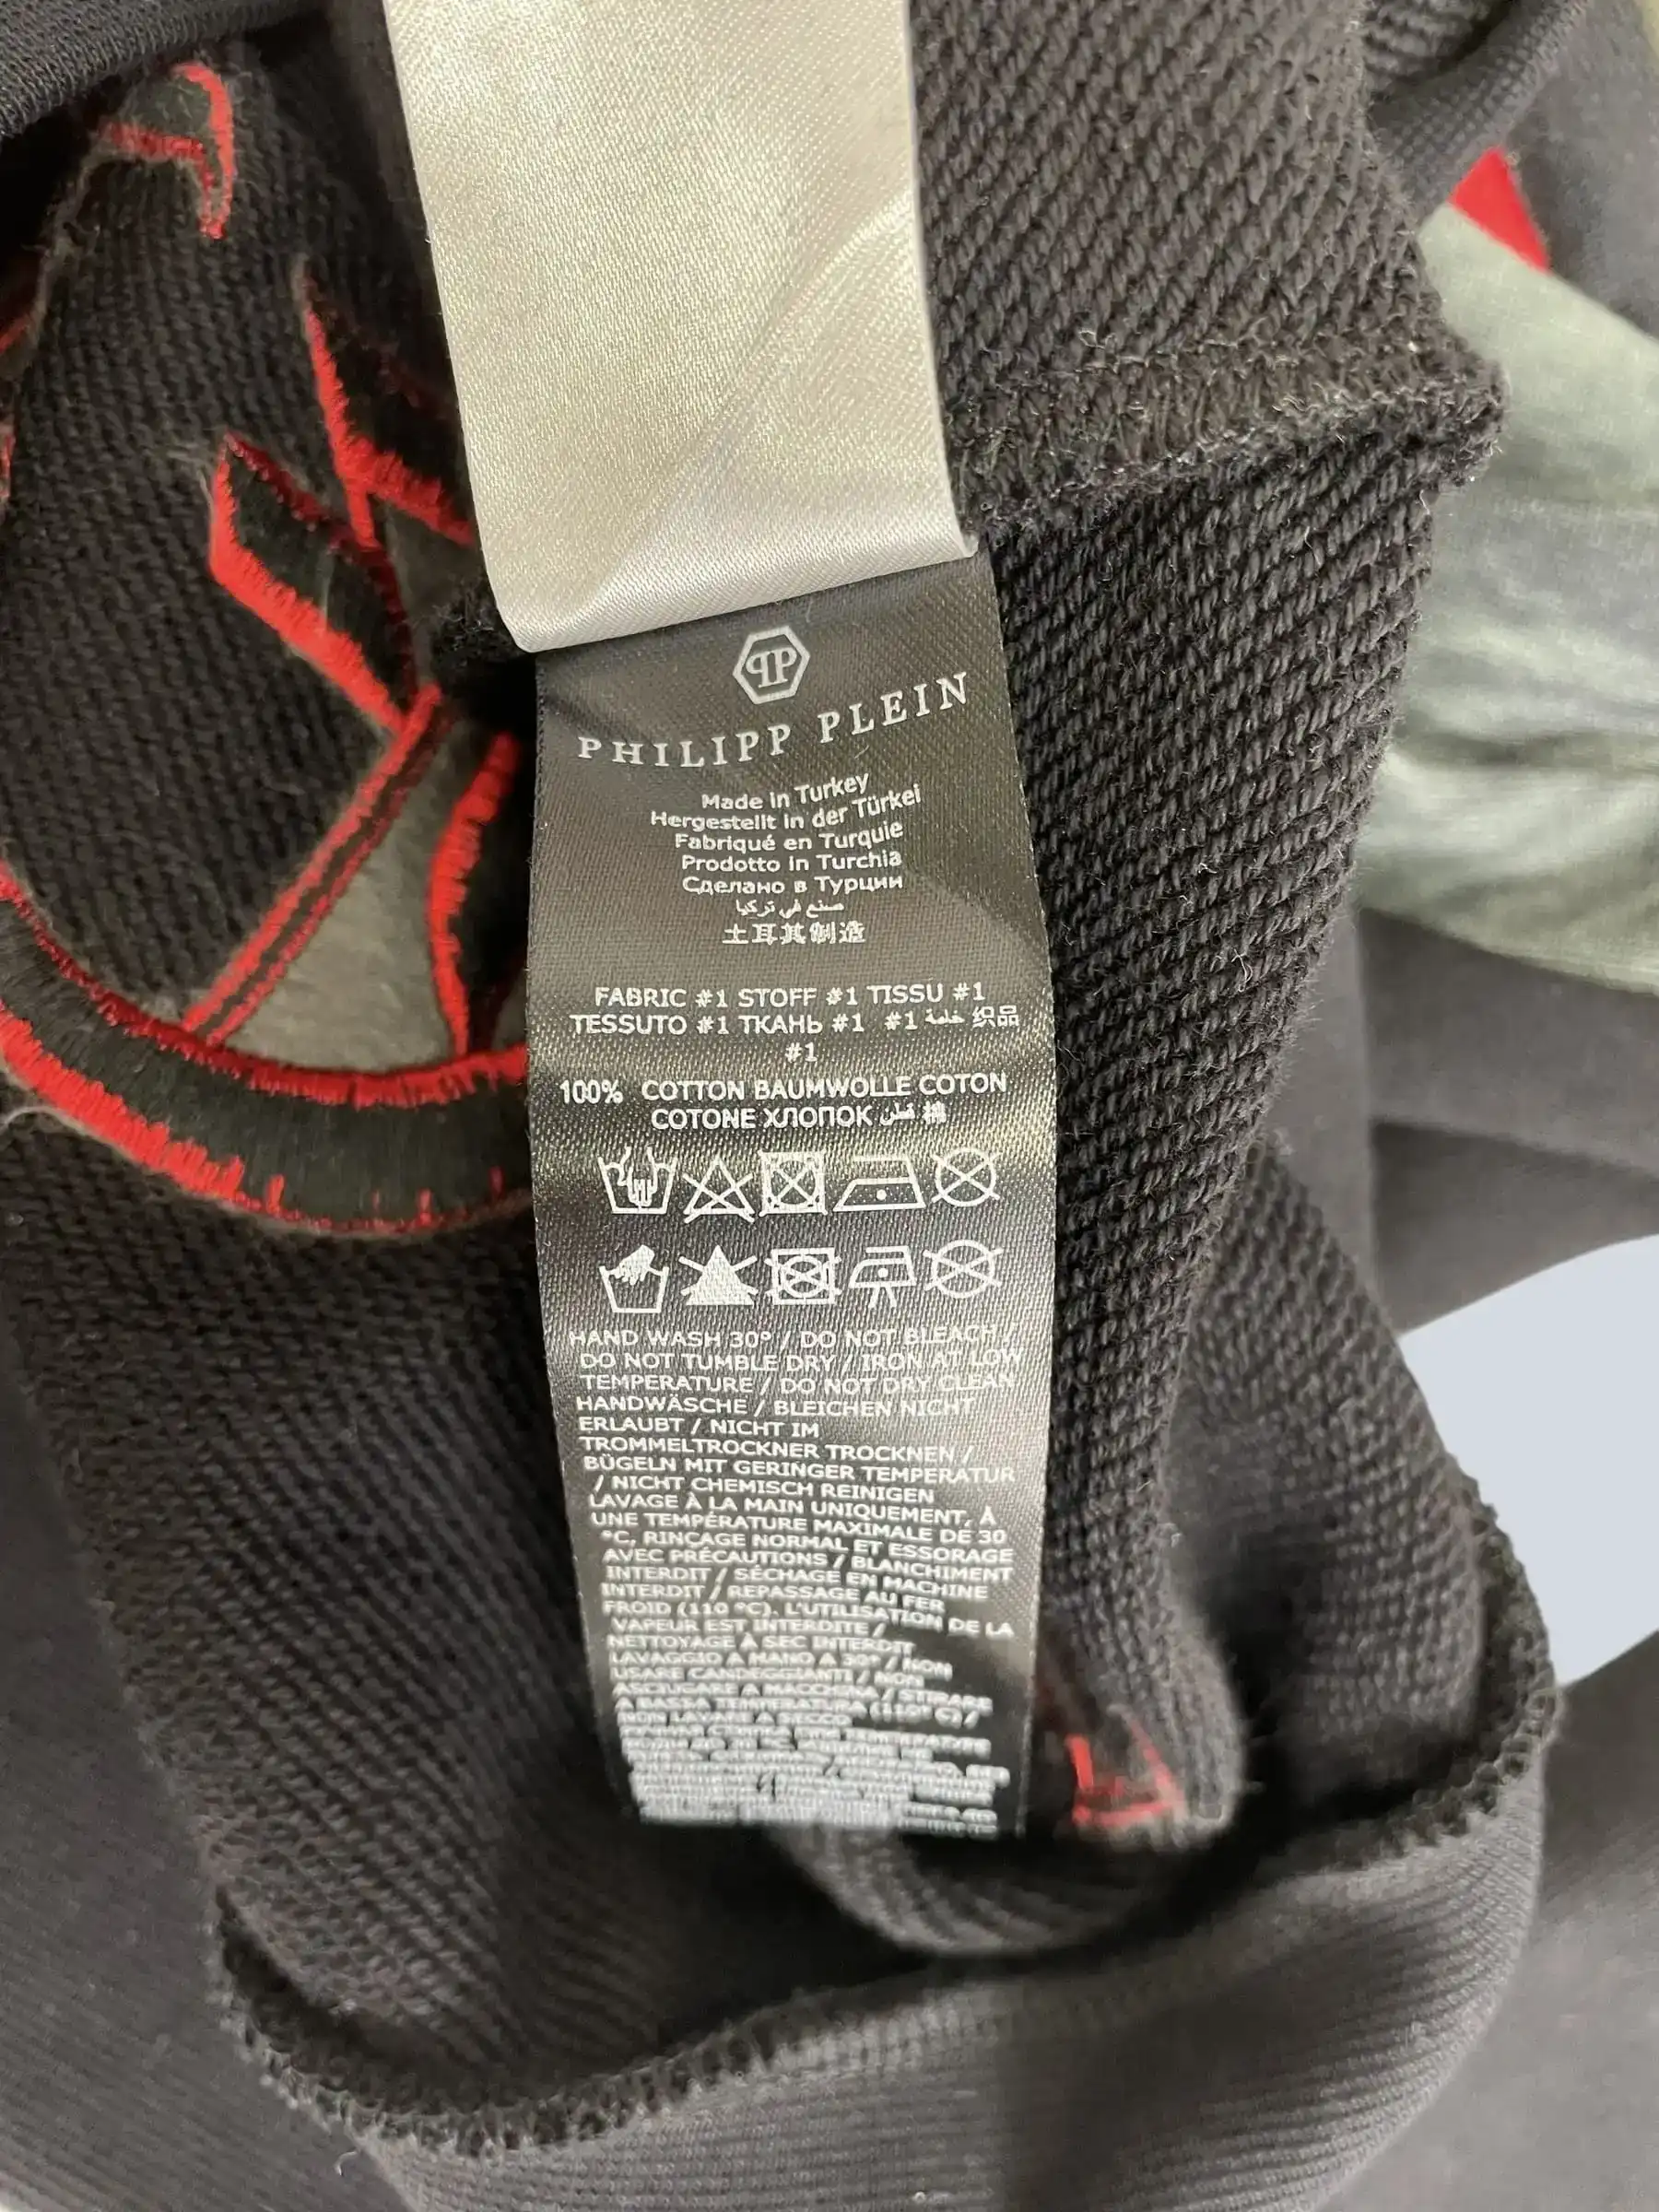 PHILIPP PLEIN
Made in Turkey
Hergestellt in der Türkei
Fabriqué en Turquie
Prodotto in Turchia
Сделано в Турции
صنع في تركيا
土耳其制造
FABRIC #1 STOFF #1 TISSU #1
TESSUTO #1 ТКАНЬ #1 #1 خامة 织品
#1
100% COTTON BAUMWOLLE COTON
COTONE ХЛОПОК قطن 棉
HAND WASH 30° / DO NOT BLEACH /
DO NOT TUMBLE DRY / IRON AT LOW
TEMPERATURE / DO NOT DRY CLEAN
HANDWÄSCHE / BLEICHEN NICHT
ERLAUBT / NICHT IM
TROMMELTROCKNER TROCKNEN /
BÜGELN MIT GERINGER TEMPERATUR
/ NICHT CHEMISCH REINIGEN
LAVAGE À LA MAIN UNIQUEMENT, À
UNE TEMPÉRATURE MAXIMALE DE 30
°C, RINÇAGE NORMAL ET ESSORAGE
AVEC PRÉCAUTIONS / BLANCHIMENT
INTERDIT / SÉCHAGE EN MACHINE
INTERDIT / REPASSAGE AU FER
FROID (110 °C). L'UTILISATION DE LA
VAPEUR EST INTERDITE /
NETTOYAGE À SEC INTERDIT
LAVAGGIO A MANO A 30° / NON
USARE CANDEGGIANTI / NON
ASCIUGARE A MACCHINA / STIRARE
A BASSA TEMPERATURA (110° C) /
NON LAVARE A SECCO